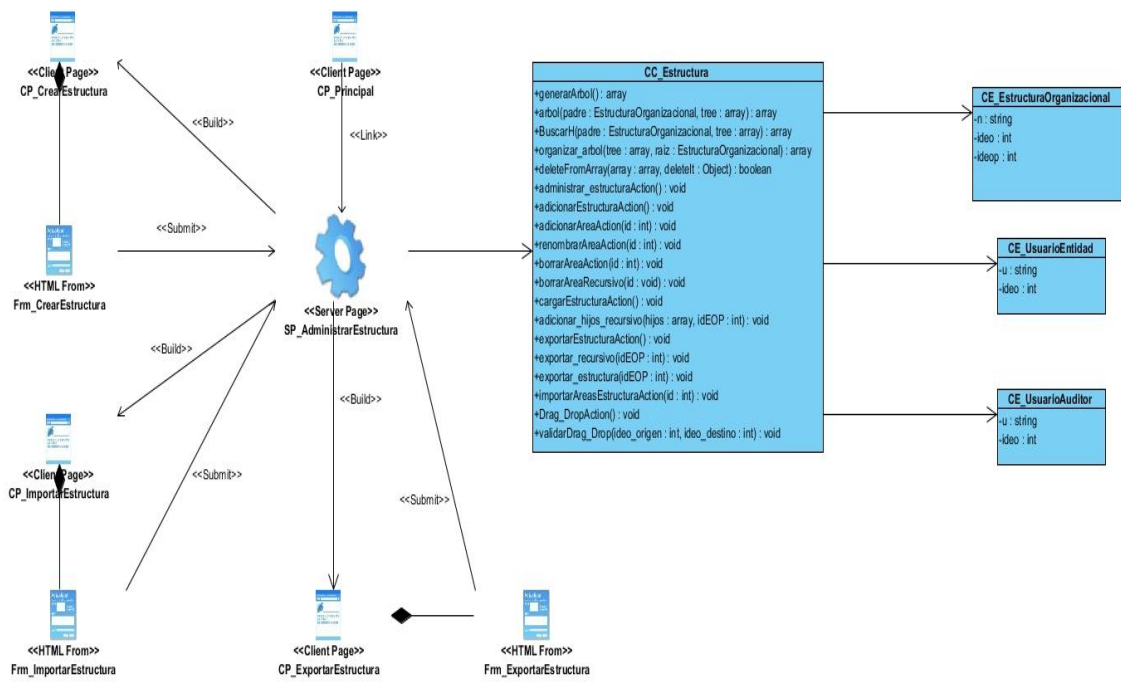 <<Client Page>>
CP_CrearEstructura
<<Client Page>>
CP_Principal
<<Build>>
<<Link>>
<<Submit>>
<<HTML From>>
Frm_CrearEstructura
<<Server Page>>
SP_AdministrarEstructura
<<Build>>
<<Build>>
<<Client Page>>
CP_ImportarEstructura
<<Submit>>
<<Submit>>
<<HTML From>>
Frm_ImportarEstructura
<<Client Page>>
CP_ExportarEstructura
<<HTML From>>
Frm_ExportarEstructura
CC_Estructura
+generarArbol() : array
+arbol(padre : EstructuraOrganizacional, tree : array) : array
+BuscarH(padre : EstructuraOrganizacional, tree : array) : array
+organizar_arbol(tree : array, raiz : EstructuraOrganizacional) : array
+deleteFromArray(array : array, deleteIt : Object) : boolean
+administrar_estructuraAction() : void
+adicionarEstructuraAction() : void
+adicionarAreaAction(id : int) : void
+renombrarAreaAction(id : int) : void
+borrarAreaAction(id : int) : void
+borrarAreaRecursivo(id : void) : void
+cargarEstructuraAction() : void
+adicionar_hijos_recursivo(hijos : array, idEOP : int) : void
+exportarEstructuraAction() : void
+exportar_recursivo(idEOP : int) : void
+exportar_estructura(idEOP : int) : void
+importarAreasEstructuraAction(id : int) : void
+Drag_DropAction() : void
+validarDrag_Drop(ideo_origen : int, ideo_destino : int) : void
CE_EstructuraOrganizacional
-n : string
-ideo : int
-ideop : int
CE_UsuarioEntidad
-u : string
-ideo : int
CE_UsuarioAuditor
-u : string
-ideo : int